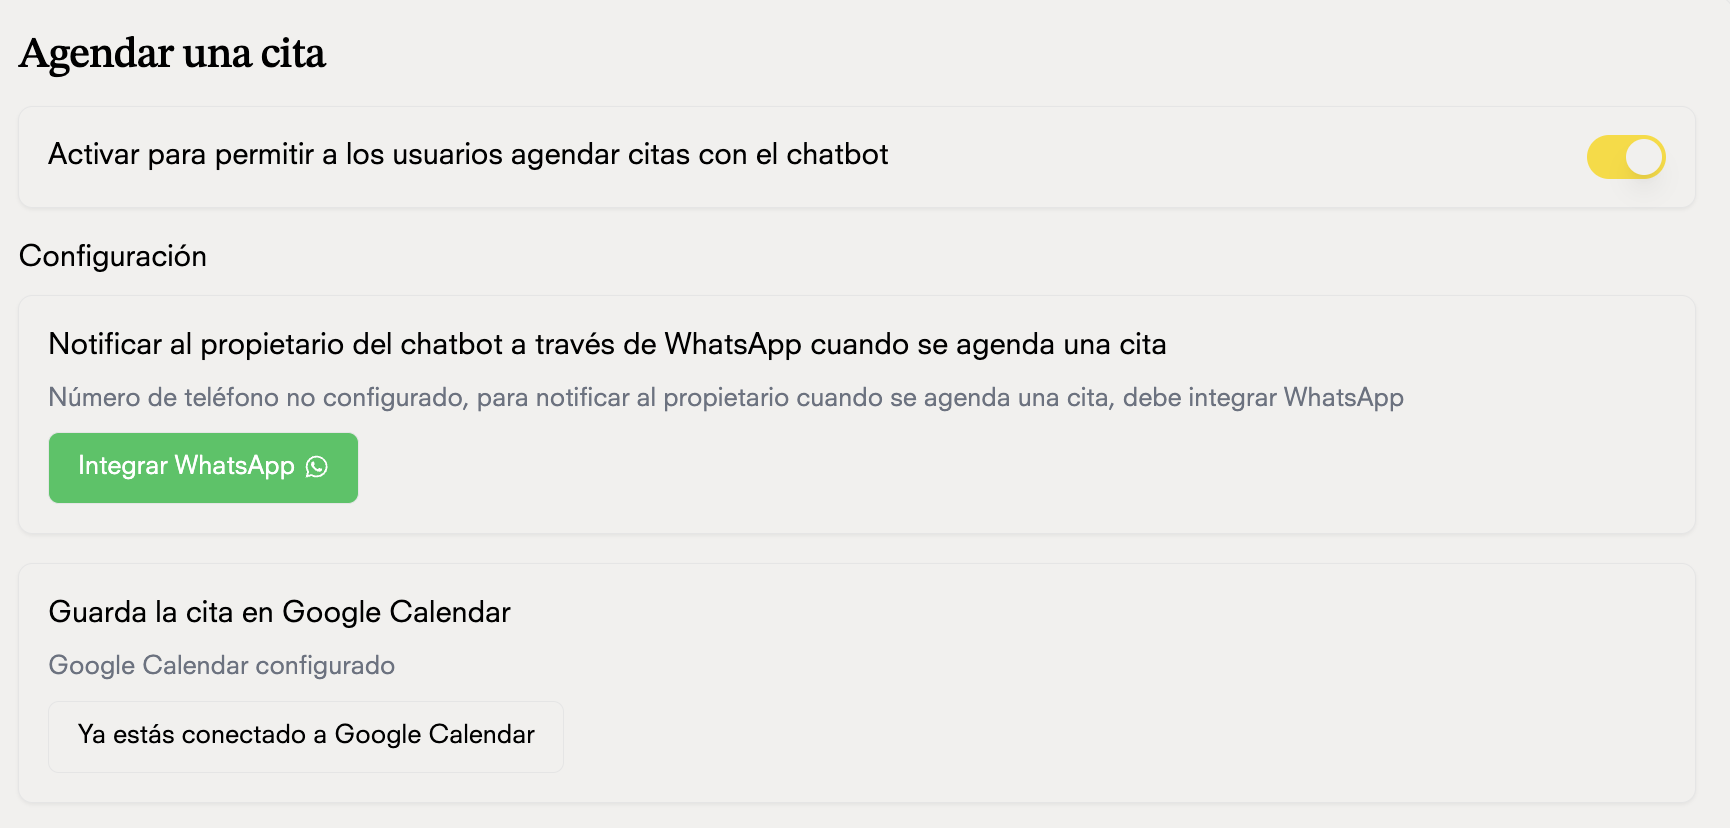 Agendar una cita
Activar para permitir a los usuarios agendar citas con el chatbot
Configuración
Notificar al propietario del chatbot a través de WhatsApp cuando se agenda una cita
Número de teléfono no configurado, para notificar al propietario cuando se agenda una cita, debe integrar WhatsApp
Integrar WhatsApp
Guarda la cita en Google Calendar
Google Calendar configurado
Ya estás conectado a Google Calendar